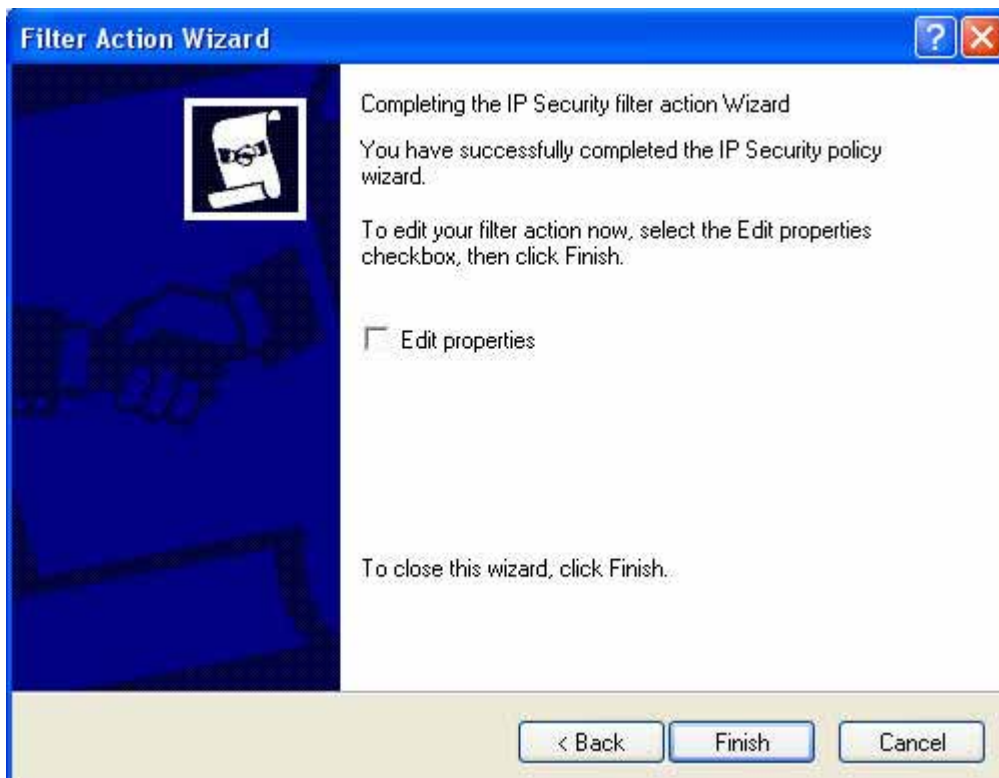 Filter Action Wizard
?
Completing the IP Security filter action Wizard
You have successfully completed the IP Security policy
wizard.
To edit your filter action now, select the Edit properties
checkbox, then click Finish.
Edit properties
To close this wizard, click Finish.
< Back
Finish
Cancel